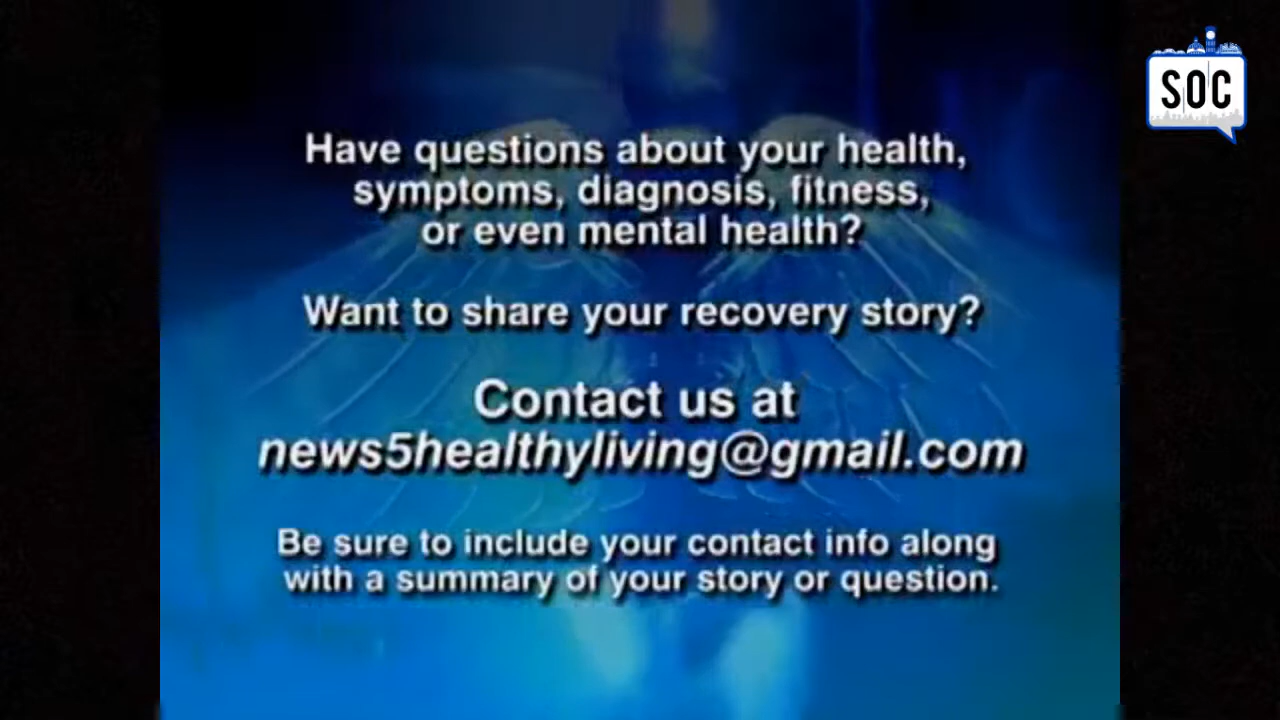 SOC
Have questions about your health,
symptoms, diagnosis, fitness,
or even mental health?
Want to share your recovery story?
Contact us at
news5healthyliving@gmail.com
Be sure to include your contact info along
with a summary of your story or question.